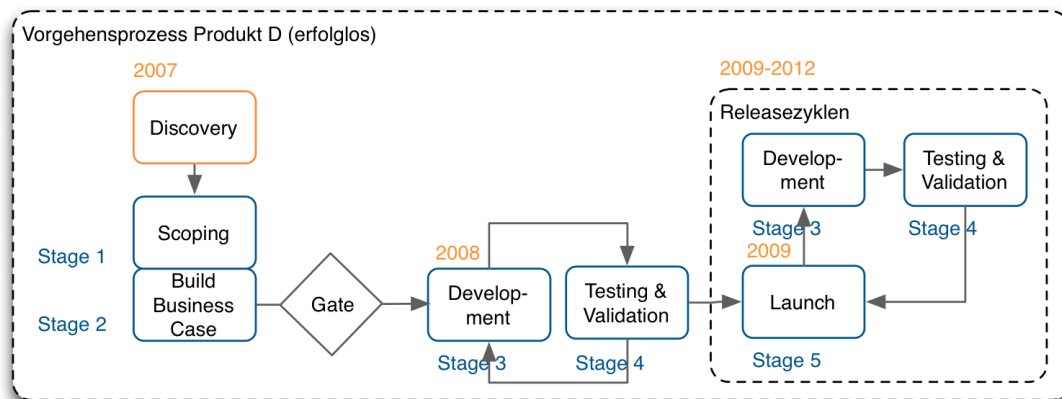 Vorgehensprozess Produkt D (erfolglos)
2007
Discovery
Scoping
Stage 1
Build
Business
Case
Stage 2
Gate
2008
Develop-
ment
Stage 3
Testing &
Validation
Stage 4
2009-2012
Releasezyklen
Develop-
ment
Stage 3
Testing &
Validation
Stage 4
2009
Launch
Stage 5